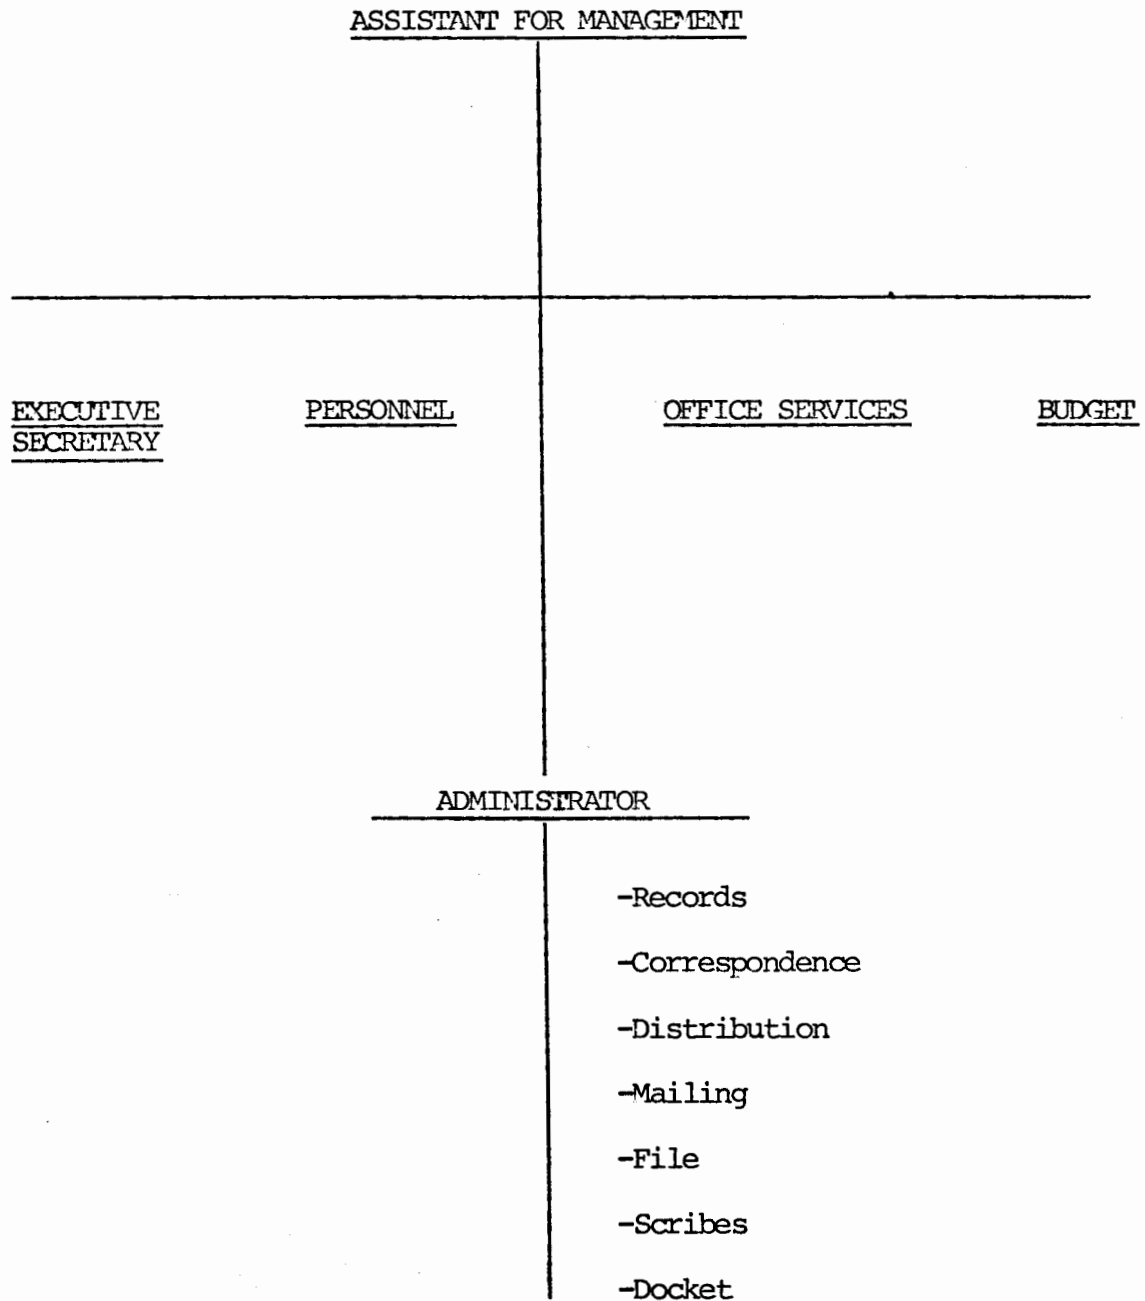 ASSISTANT FOR MANAGEMENT
EXECUTIVE
SECRETARY
PERSONNEL
OFFICE SERVICES
BUDGET
ADMINISTRATOR
-Records
-Correspondence
-Distribution
-Mailing
-File
-Scribes
-Docket